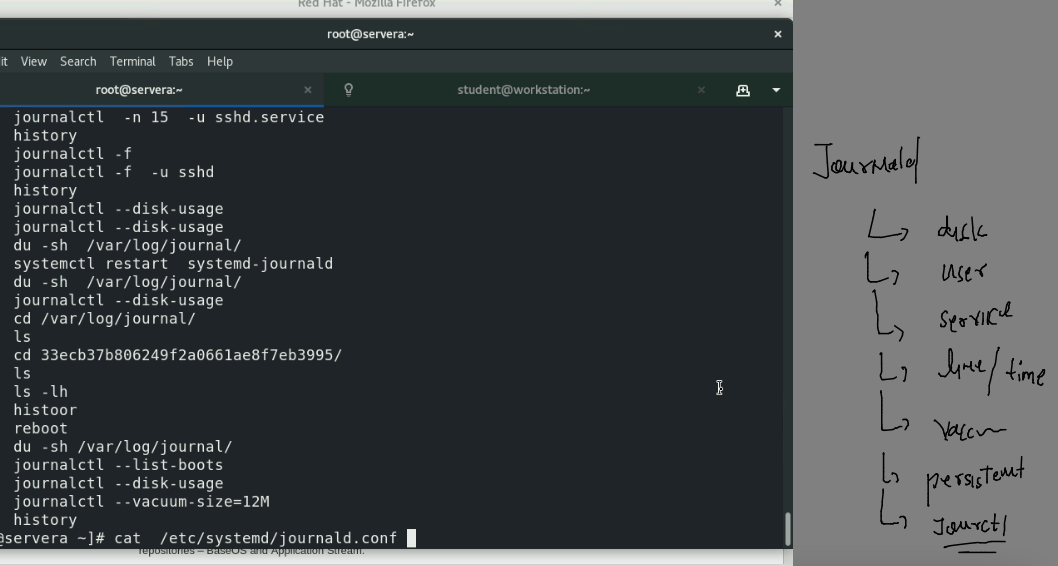 Red Hat - Mozilla Firefox ×
root@servera:~ ×
it View Search Terminal Tabs Help
root@servera:~ × student@workstation:~ ×
journalctl -n 15 -u sshd.service
history
journalctl -f
journalctl -f -u sshd
history
journalctl --disk-usage
journalctl --disk-usage
du -sh /var/log/journal/
systemctl restart systemd-journald
du -sh /var/log/journal/
journalctl --disk-usage
cd /var/log/journal/
ls
cd 33ecb37b806249f2a0661ae8f7eb3995/
ls
ls -lh
histoor
reboot
du -sh /var/log/journal/
journalctl --list-boots
journalctl --disk-usage
journalctl --vacuum-size=12M
history
@servera ~]# cat /etc/systemd/journald.conf
repositories – BaseOS and Application Stream.
Journald
disk
user
service
/ time
persistent
Jourctl